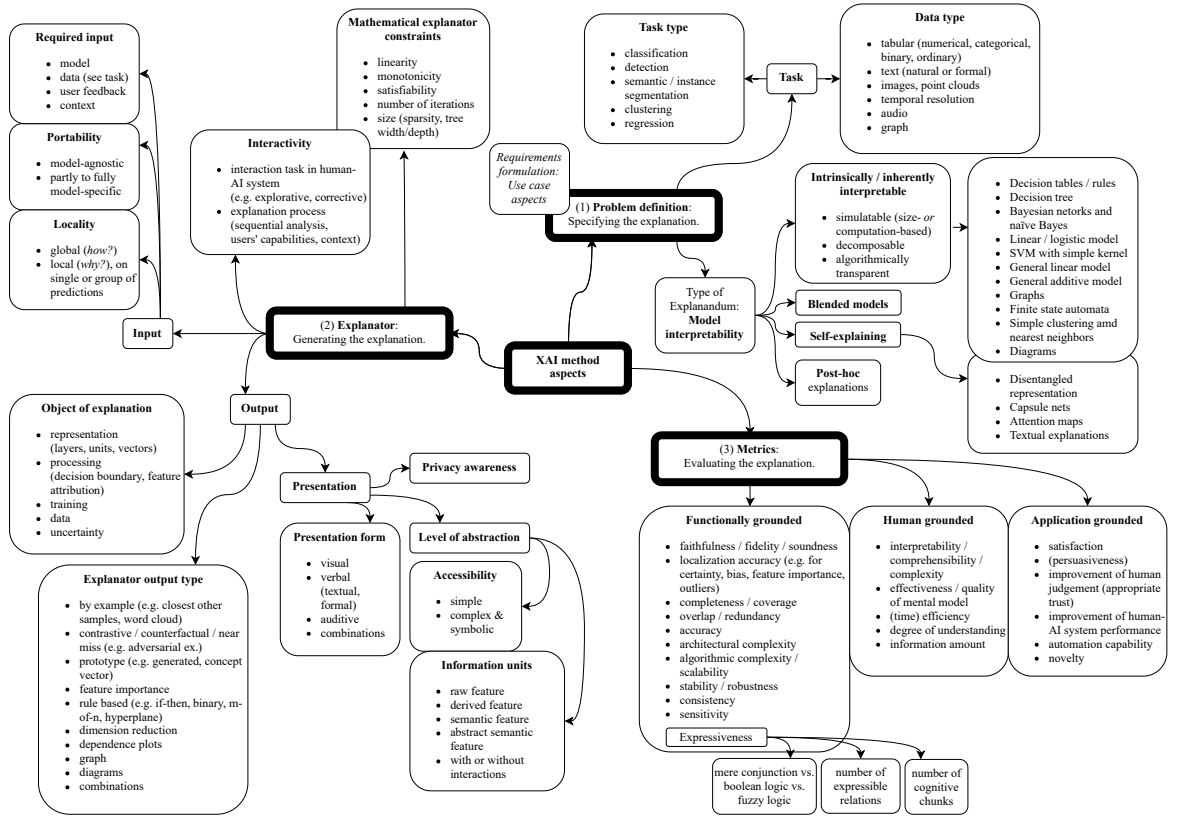 Required input
• model
• data (see task)
• user feedback
• context
Portability
• model-agnostic
• partly to fully
model-specific
Locality
• global (how?)
• local (why?), on
single or group of
predictions
Input
Mathematical explanator
constraints
• linearity
• monotonicity
• satisfiability
• number of iterations
• size (sparsity, tree
width/depth)
Interactivity
• interaction task in human-
AI system
(e.g. explorative, corrective)
• explanation process
(sequential analysis,
users' capabilities, context)
(2) Explanator:
Generating the explanation.
XAI method
aspects
Requirements
formulation:
Use case
aspects
(1) Problem definition:
Specifying the explanation.
Task type
• classification
• detection
• semantic / instance
segmentation
• clustering
• regression
Task
Data type
• tabular (numerical, categorical,
binary, ordinary)
• text (natural or formal)
• images, point clouds
• temporal resolution
• audio
• graph
Type of
Explanandum:
Model
interpretability
Intrinsically / inherently
interpretable
• simulatable (size- or
computation-based)
• decomposable
• algorithmically
transparent
Blended models
Self-explaining
Post-hoc
explanations
• Decision tables / rules
• Decision tree
• Bayesian netorks and
naïve Bayes
• Linear / logistic model
• SVM with simple kernel
• General linear model
• General additive model
• Graphs
• Finite state automata
• Simple clustering amd
nearest neighbors
• Diagrams
• Disentangled
representation
• Capsule nets
• Attention maps
• Textual explanations
Output
Object of explanation
• representation
(layers, units, vectors)
• processing
(decision boundary, feature
attribution)
• training
• data
• uncertainty
Explanator output type
• by example (e.g. closest other
samples, word cloud)
• contrastive / counterfactual / near
miss (e.g. adversarial ex.)
• prototype (e.g. generated, concept
vector)
• feature importance
• rule based (e.g. if-then, binary, m-
of-n, hyperplane)
• dimension reduction
• dependence plots
• graph
• diagrams
• combinations
Presentation
Privacy awareness
Presentation form
• visual
• verbal
(textual,
formal)
• auditive
• combinations
Level of abstraction
Accessibility
• simple
• complex &
symbolic
Information units
• raw feature
• derived feature
• semantic feature
• abstract semantic
feature
• with or without
interactions
(3) Metrics:
Evaluating the explanation.
Functionally grounded
• faithfulness / fidelity / soundness
• localization accuracy (e.g. for
certainty, bias, feature importance,
outliers)
• completeness / coverage
• overlap / redundancy
• accuracy
• architectural complexity
• algorithmic complexity /
scalability
• stability / robustness
• consistency
• sensitivity
Expressiveness
mere conjunction vs.
boolean logic vs.
fuzzy logic
number of
expressible
relations
number of
cognitive
chunks
Human grounded
• interpretability /
comprehensibility /
complexity
• effectiveness / quality
of mental model
• (time) efficiency
• degree of understanding
• information amount
Application grounded
• satisfaction
• (persuasiveness)
• improvement of human
judgement (appropriate
trust)
• improvement of human-
AI system performance
• automation capability
• novelty